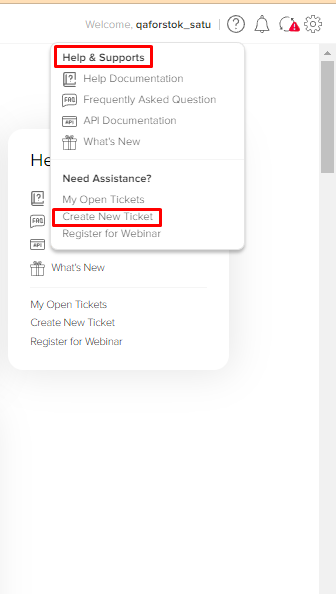 Welcome, qaforstok_satu
Help & Supports
Help Documentation
FAQ Frequently Asked Question
API API Documentation
What's New
Need Assistance?
My Open Tickets
Create New Ticket
Register for Webinar
He
FAQ
API
What's New
My Open Tickets
Create New Ticket
Register for Webinar